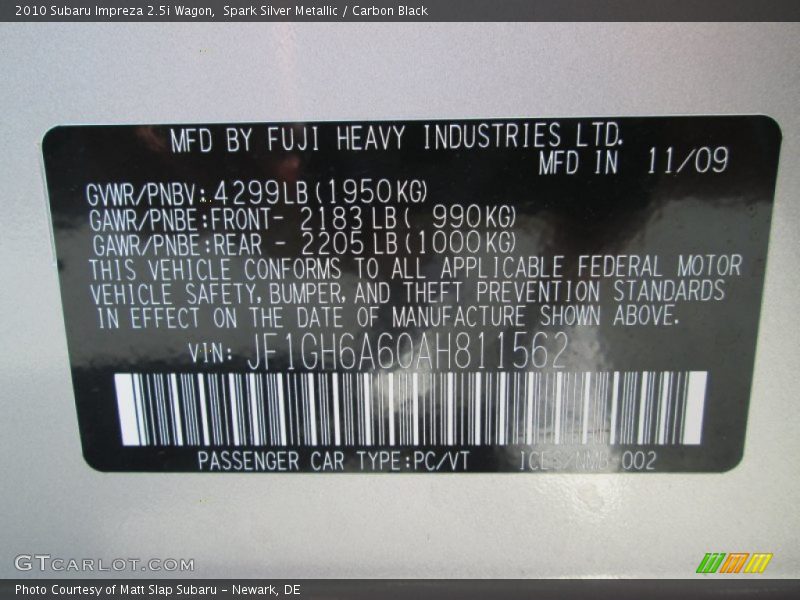 2010 Subaru Impreza 2.5i Wagon,  Spark Silver Metallic / Carbon Black
MFD BY FUJI HEAVY INDUSTRIES LTD.
MFD IN 11/09
GVWR/PNBV:4299LB(1950KG)
GAWR/PNBE:FRONT- 2183LB( 990KG)
GAWR/PNBE:REAR - 2205LB(1000KG)
THIS VEHICLE CONFORMS TO ALL APPLICABLE FEDERAL MOTOR
VEHICLE SAFETY, BUMPER, AND THEFT PREVENTION STANDARDS
IN EFFECT ON THE DATE OF MANUFACTURE SHOWN ABOVE.
VIN: JF1GH6A60AH811562
PASSENGER CAR TYPE:PC/VT ICES/NMB-002
GTCARLOT.COM
Photo Courtesy of Matt Slap Subaru - Newark, DE